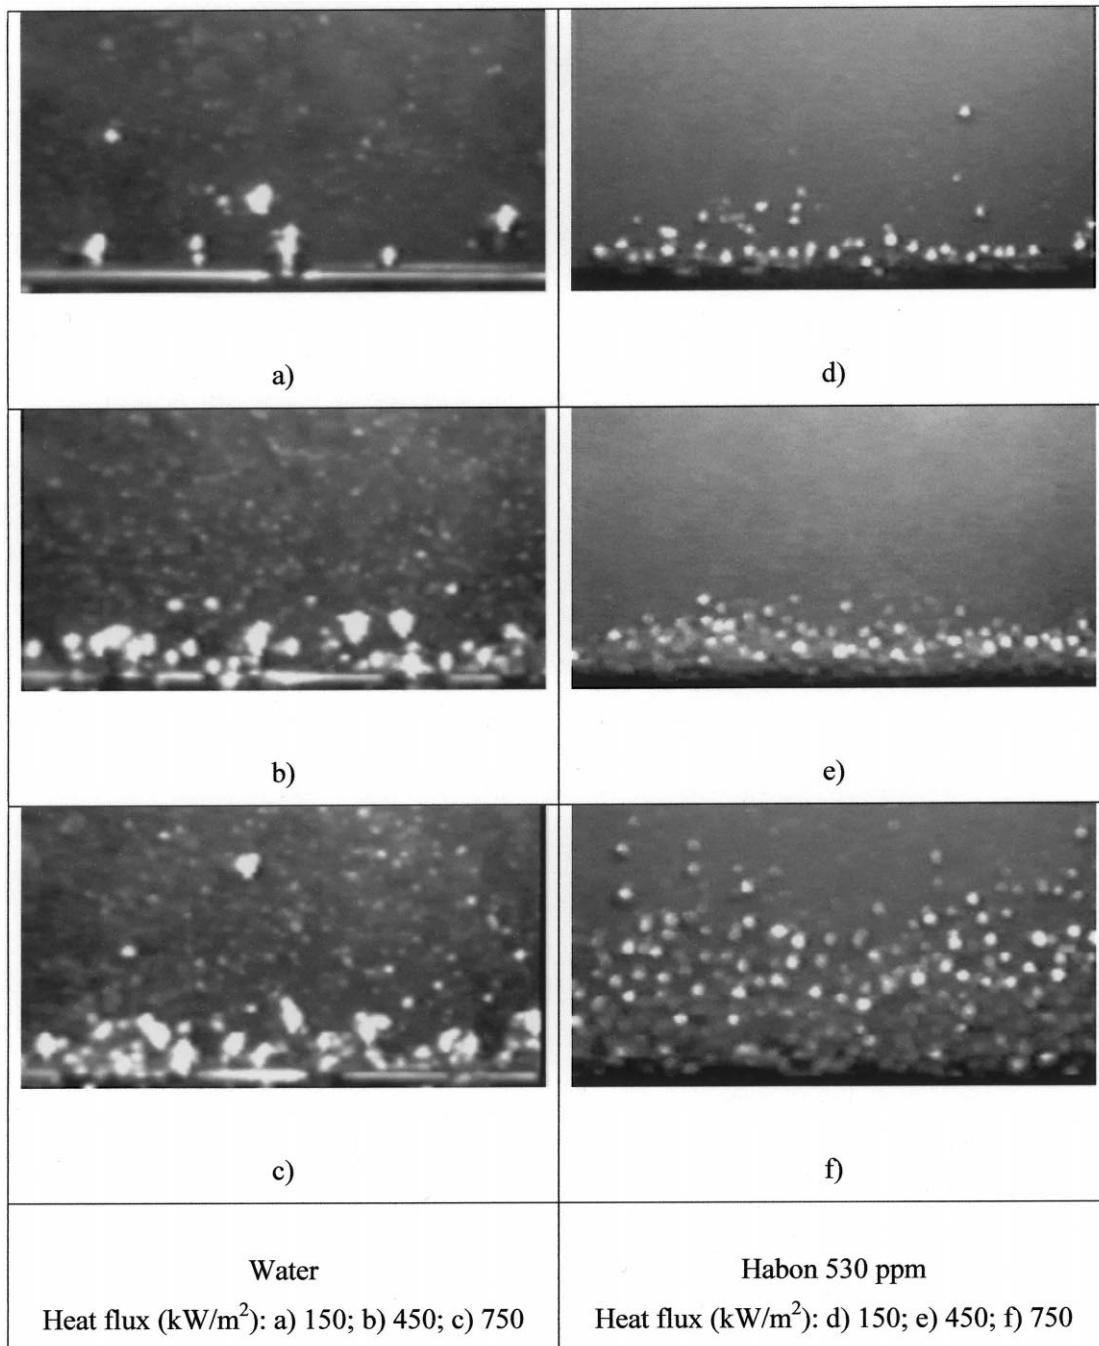 a)
d)
b)
e)
c)
f)
Water
Heat flux (kW/m²): a) 150; b) 450; c) 750
Habon 530 ppm
Heat flux (kW/m²): d) 150; e) 450; f) 750